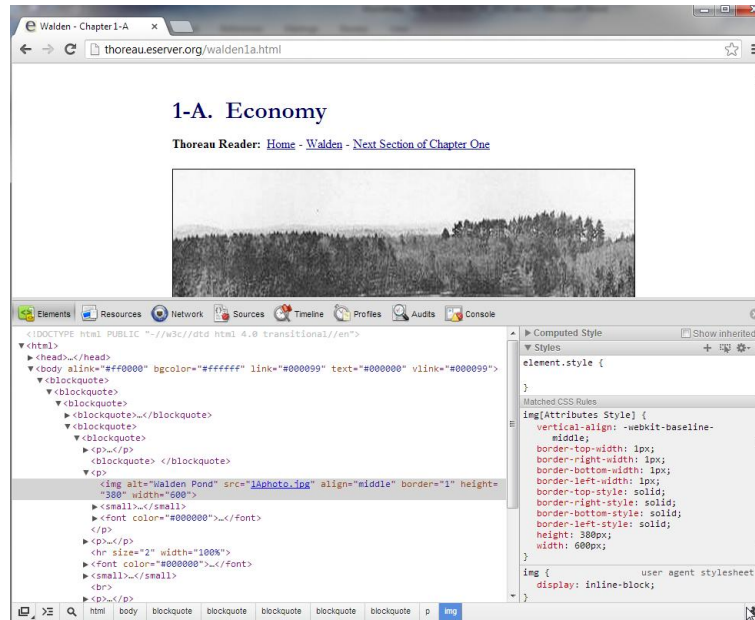 Walden - Chapter 1-A
thoreau.eserver.org/walden1a.html
1-A. Economy
Thoreau Reader: Home - Walden - Next Section of Chapter One
Elements Resources Network Sources Timeline Profiles Audits Console
<!DOCTYPE html PUBLIC "-//w3c//dtd html 4.0 transitional//en">
▼<html>
▶<head>…</head>
▼<body alink="#ff0000" bgcolor="#ffffff" link="#000099" text="#000000" vlink="#000099">
▼<blockquote>
▼<blockquote>
▼<blockquote>
▶<blockquote>…</blockquote>
▼<blockquote>
▼<blockquote>
▶<p>…</p>
<blockquote> </blockquote>
▼<p>
<img alt="Walden Pond" src="1Aphoto.jpg" align="middle" border="1" height=
"380" width="600">
▶<small>…</small>
▶<font color="#000000">…</font>
</p>
▶<p>…</p>
<hr size="2" width="100%">
▶<font color="#000000">…</font>
▶<small>…</small>
<br>
▶<p>…</p>
html body blockquote blockquote blockquote blockquote blockquote p img
▶ Computed Style Show inherited
▼ Styles
element.style {
}
Matched CSS Rules
img[Attributes Style] {
vertical-align: -webkit-baseline-
middle;
border-top-width: 1px;
border-right-width: 1px;
border-bottom-width: 1px;
border-left-width: 1px;
border-top-style: solid;
border-right-style: solid;
border-bottom-style: solid;
border-left-style: solid;
height: 380px;
width: 600px;
}
img { user agent stylesheet
display: inline-block;
}